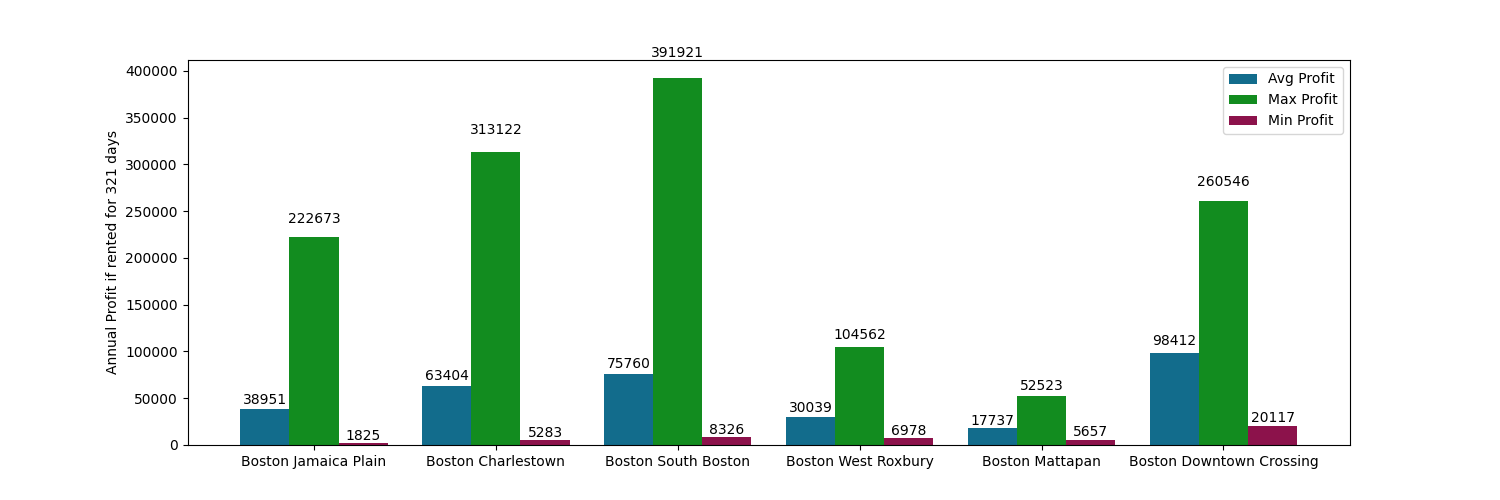 391921
400000
350000
300000
250000
200000
150000
100000
50000
0
Annual Profit if rented for 321 days
Avg Profit
Max Profit
Min Profit
38951
222673
1825
63404
313122
5283
75760
8326
30039
104562
6978
17737
52523
5657
98412
260546
20117
Boston Jamaica Plain
Boston Charlestown
Boston South Boston
Boston West Roxbury
Boston Mattapan
Boston Downtown Crossing